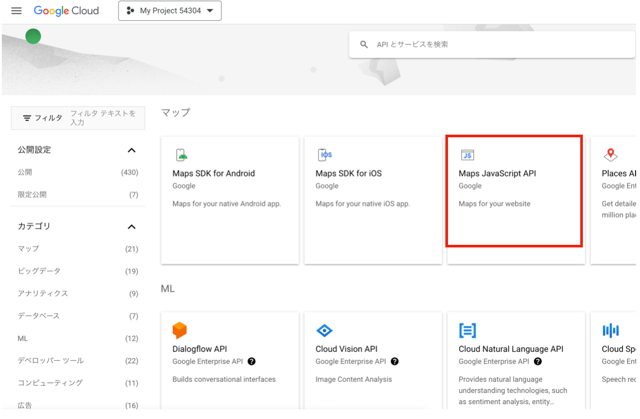 Google Cloud
My Project 54304
API とサービスを検索
フィルタ
フィルタ テキストを
入力
公開設定
公開 (430)
限定公開 (7)
カテゴリ
マップ (21)
ビッグデータ (19)
アナリティクス (9)
データベース (7)
ML (12)
デベロッパー ツール (22)
コンピューティング (11)
広告 (16)
マップ
Maps SDK for Android
Google
Maps for your native Android app.
iOS
Maps SDK for iOS
Google
Maps for your native iOS app.
JS
Maps JavaScript API
Google
Maps for your website
Places AP
Google Ent
Get detaile
million plac
ML
Dialogflow API
Google Enterprise API
Builds conversational interfaces
Cloud Vision API
Google Enterprise API
Image Content Analysis
Cloud Natural Language API
Google Enterprise API
Provides natural language
understanding technologies, such
as sentiment analysis, entity...
Cloud Sp
Google Ent
Speech rec